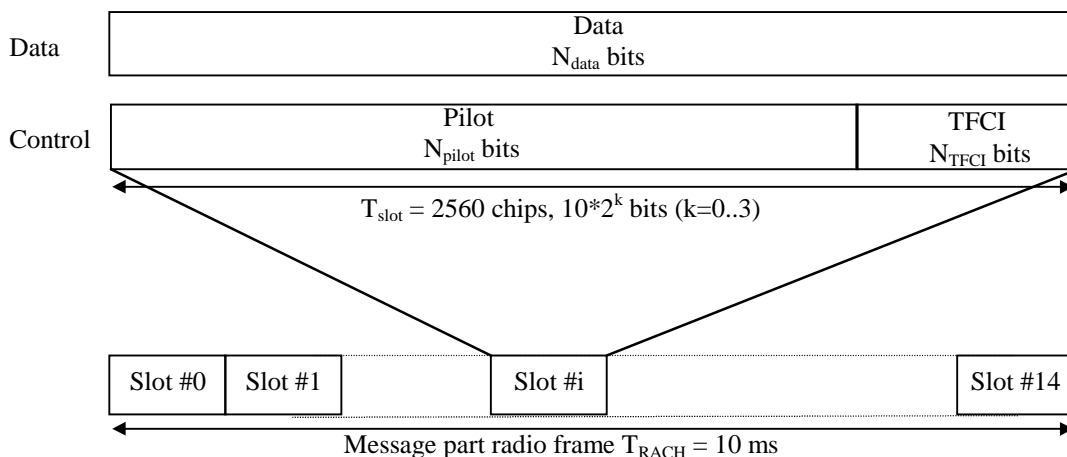 Data
Data
N_data bits
Control
Pilot
N_pilot bits
TFCI
N_TFCI bits
T_slot = 2560 chips, 10*2^k bits (k=0..3)
Slot #0 Slot #1 Slot #i Slot #14
Message part radio frame T_RACH = 10 ms